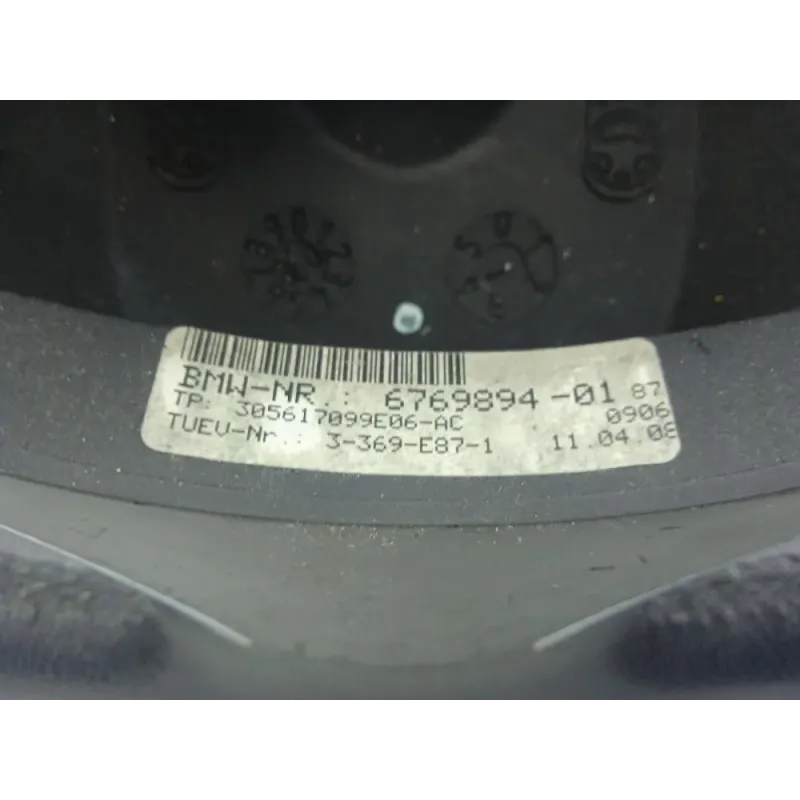 BMW-NR.: 6769894-01 87
TP: 305617099E06-AC 0906
TUEV-Nr.: 3-369-E87-1 11.04.08